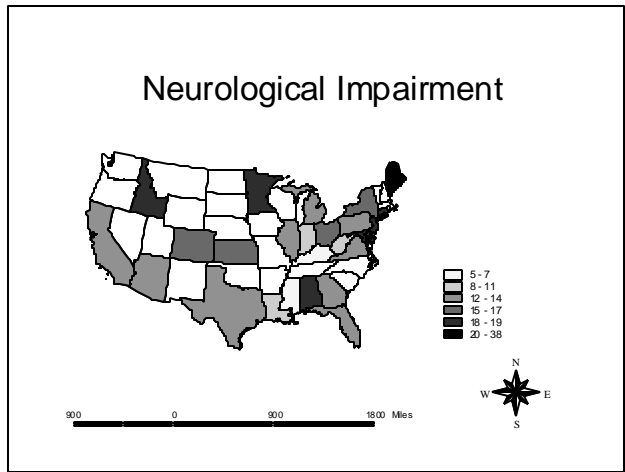 Neurological Impairment
5 - 7
8 - 11
12 - 14
15 - 17
18 - 19
20 - 38
N
W E
S
900 0 900 1800 Miles